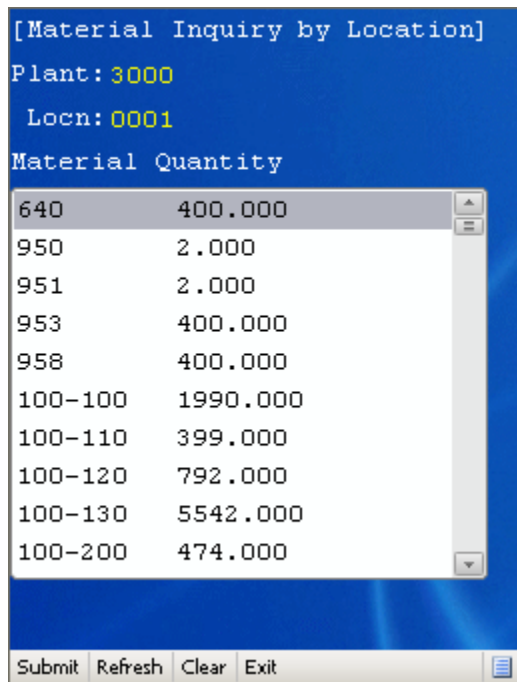 [Material Inquiry by Location]
Plant: 3000
Locn: 0001
Material Quantity
640 400.000
950 2.000
951 2.000
953 400.000
958 400.000
100-100 1990.000
100-110 399.000
100-120 792.000
100-130 5542.000
100-200 474.000
Submit Refresh Clear Exit